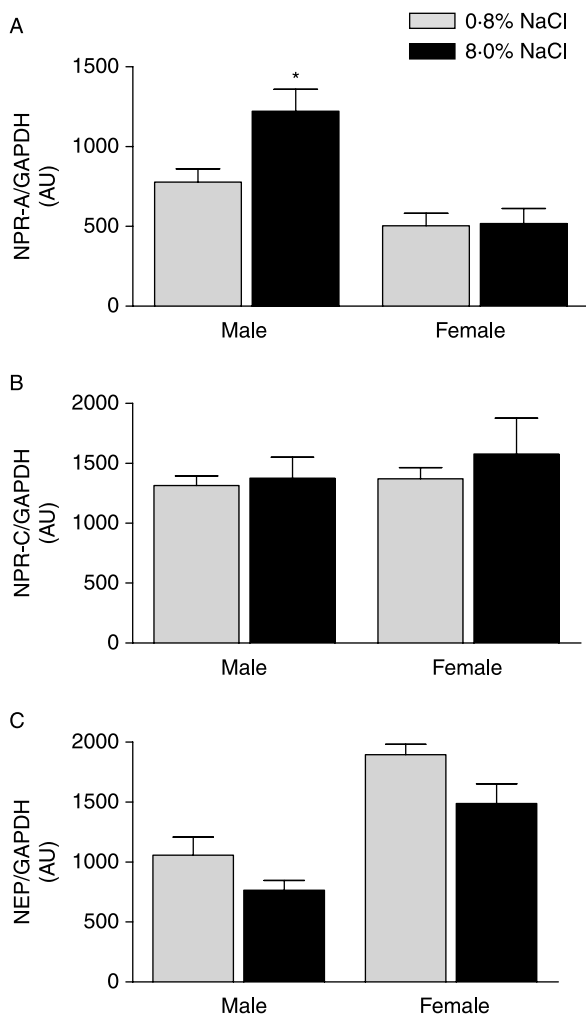 A
0·8% NaCl
8·0% NaCl
NPR-A/GAPDH
(AU)
1500
1000
500
0
*
Male
Female
B
NPR-C/GAPDH
(AU)
2000
1500
1000
500
0
Male
Female
C
NEP/GAPDH
(AU)
2000
1500
1000
500
0
Male
Female